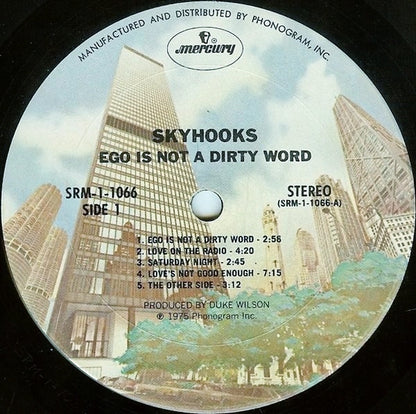 MANUFACTURED AND DISTRIBUTED BY PHONOGRAM, INC.
mercury
SKYHOOKS
EGO IS NOT A DIRTY WORD
SRM-1-1066
SIDE 1
STEREO
(SRM-1-1066-A)
1. EGO IS NOT A DIRTY WORD - 2:56
2. LOVE ON THE RADIO - 4:20
3. SATURDAY NIGHT - 2:45
4. LOVE'S NOT GOOD ENOUGH - 7:15
5. THE OTHER SIDE - 3:12
PRODUCED BY DUKE WILSON
℗ 1975 Phonogram Inc.